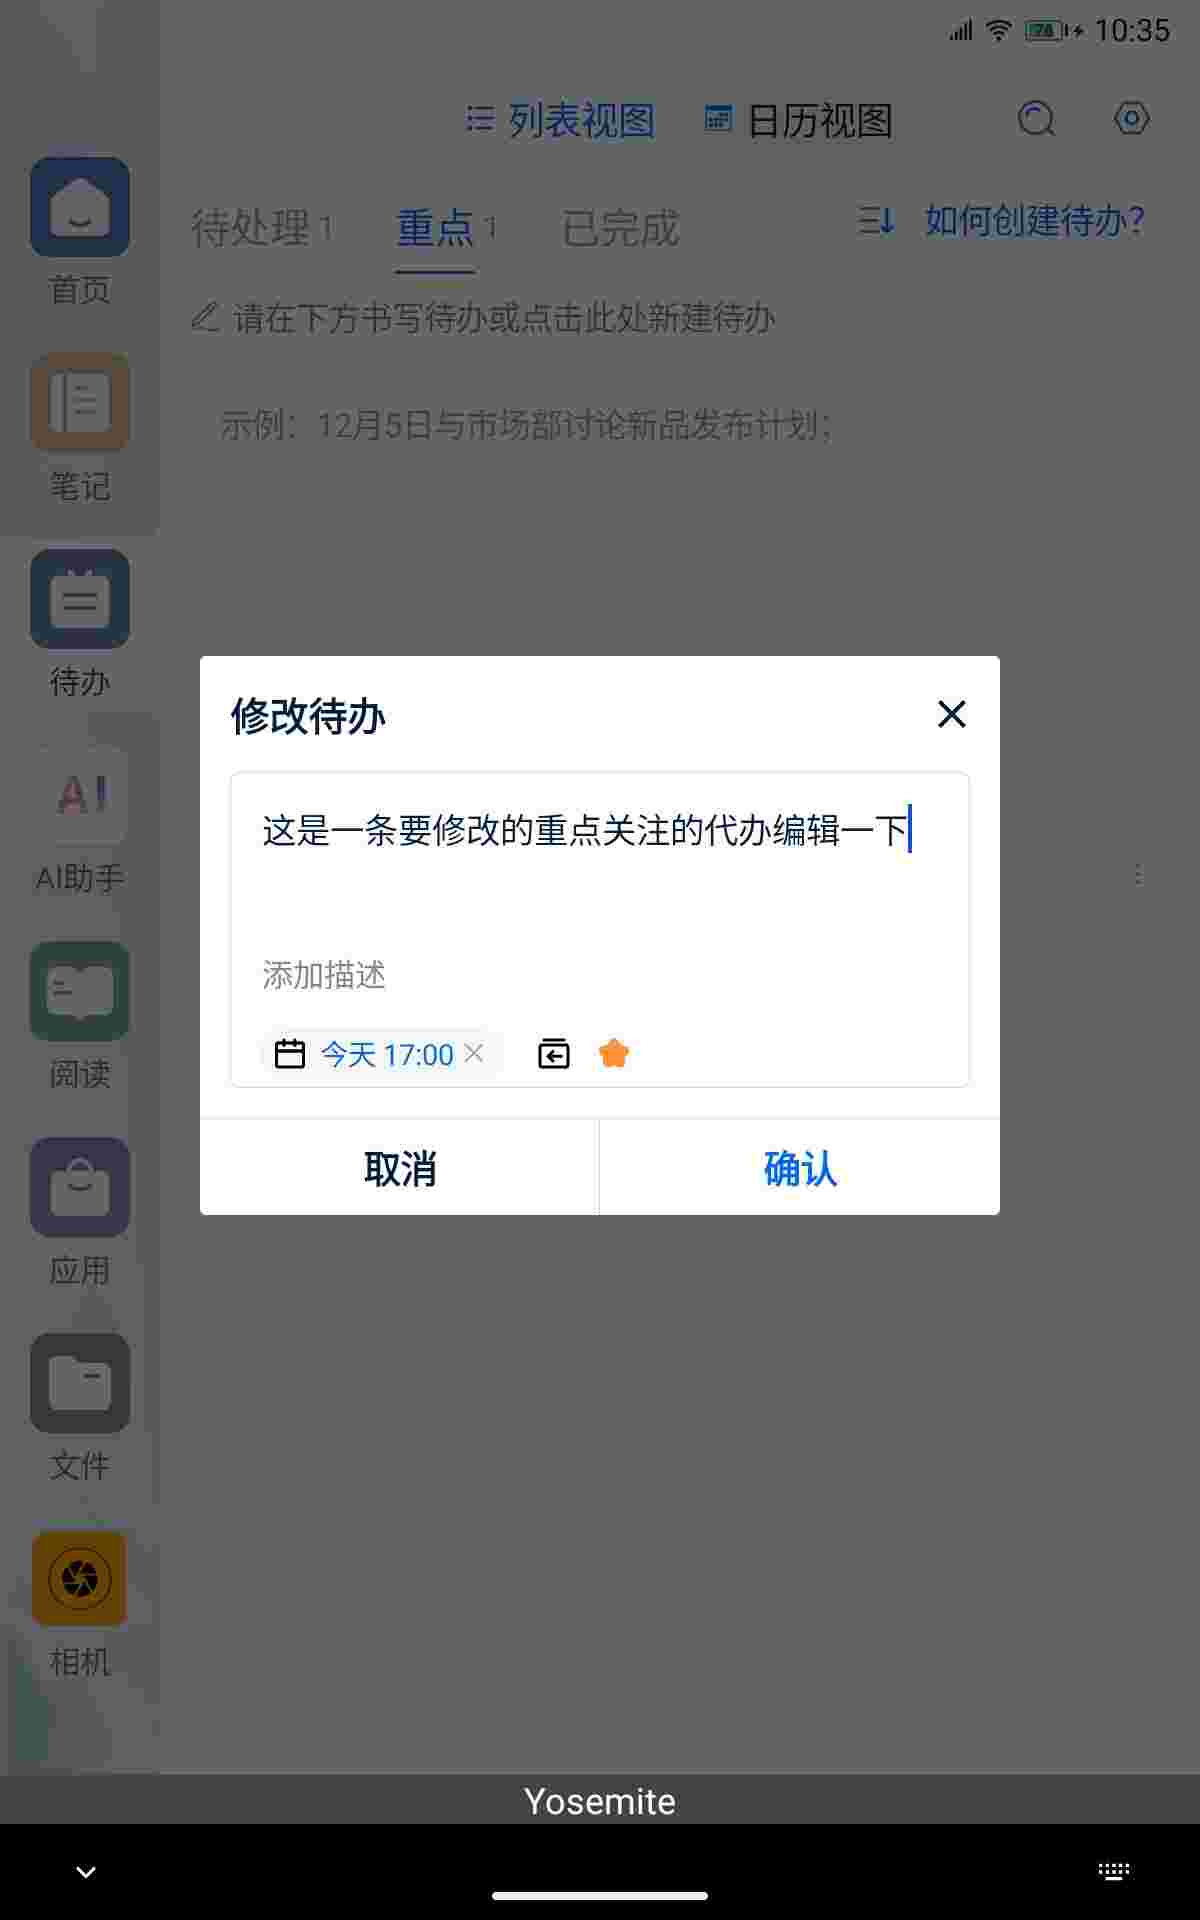 74 10:35
列表视图 日历视图
待处理 1 重点 1 已完成 如何创建待办?
请在下方书写待办或点击此处新建待办
示例：12月5日与市场部讨论新品发布计划；
首页
笔记
待办
AI
AI助手
阅读
应用
文件
相机
修改待办
这是一条要修改的重点关注的代办编辑一下
添加描述
今天 17:00
取消 确认
Yosemite